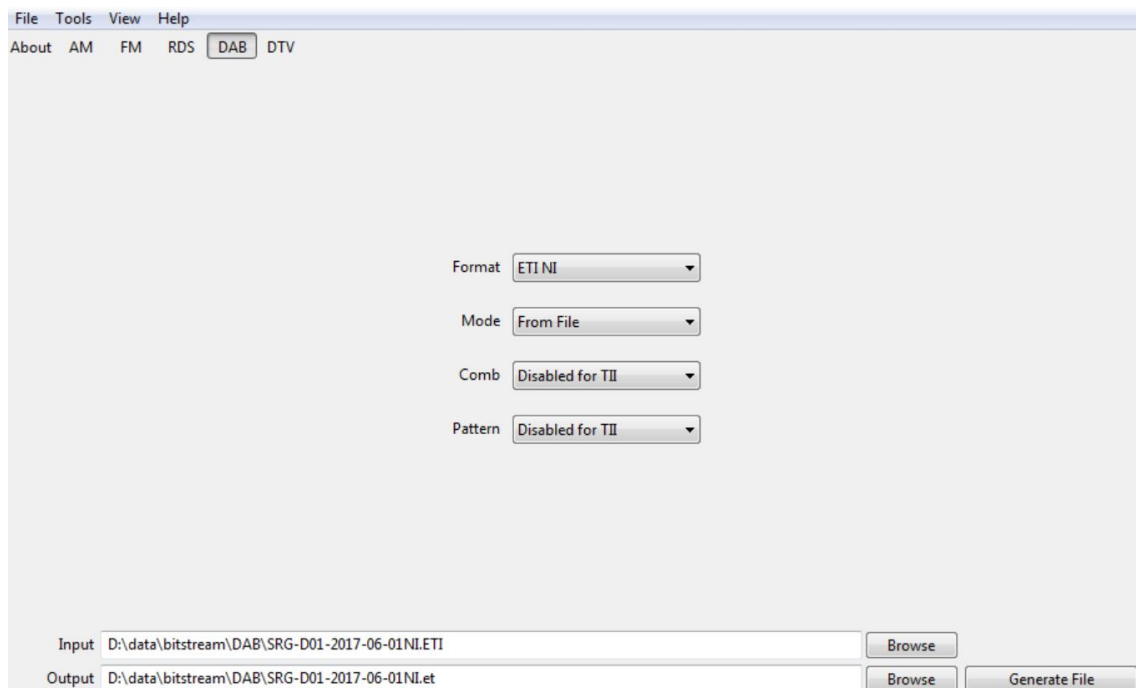 File Tools View Help
About AM FM RDS DAB DTV
Format ETI NI
Mode From File
Comb Disabled for TII
Pattern Disabled for TII
Input D:\data\bitstream\DAB\SRG-D01-2017-06-01NI.ETI Browse
Output D:\data\bitstream\DAB\SRG-D01-2017-06-01NI.et Browse Generate File